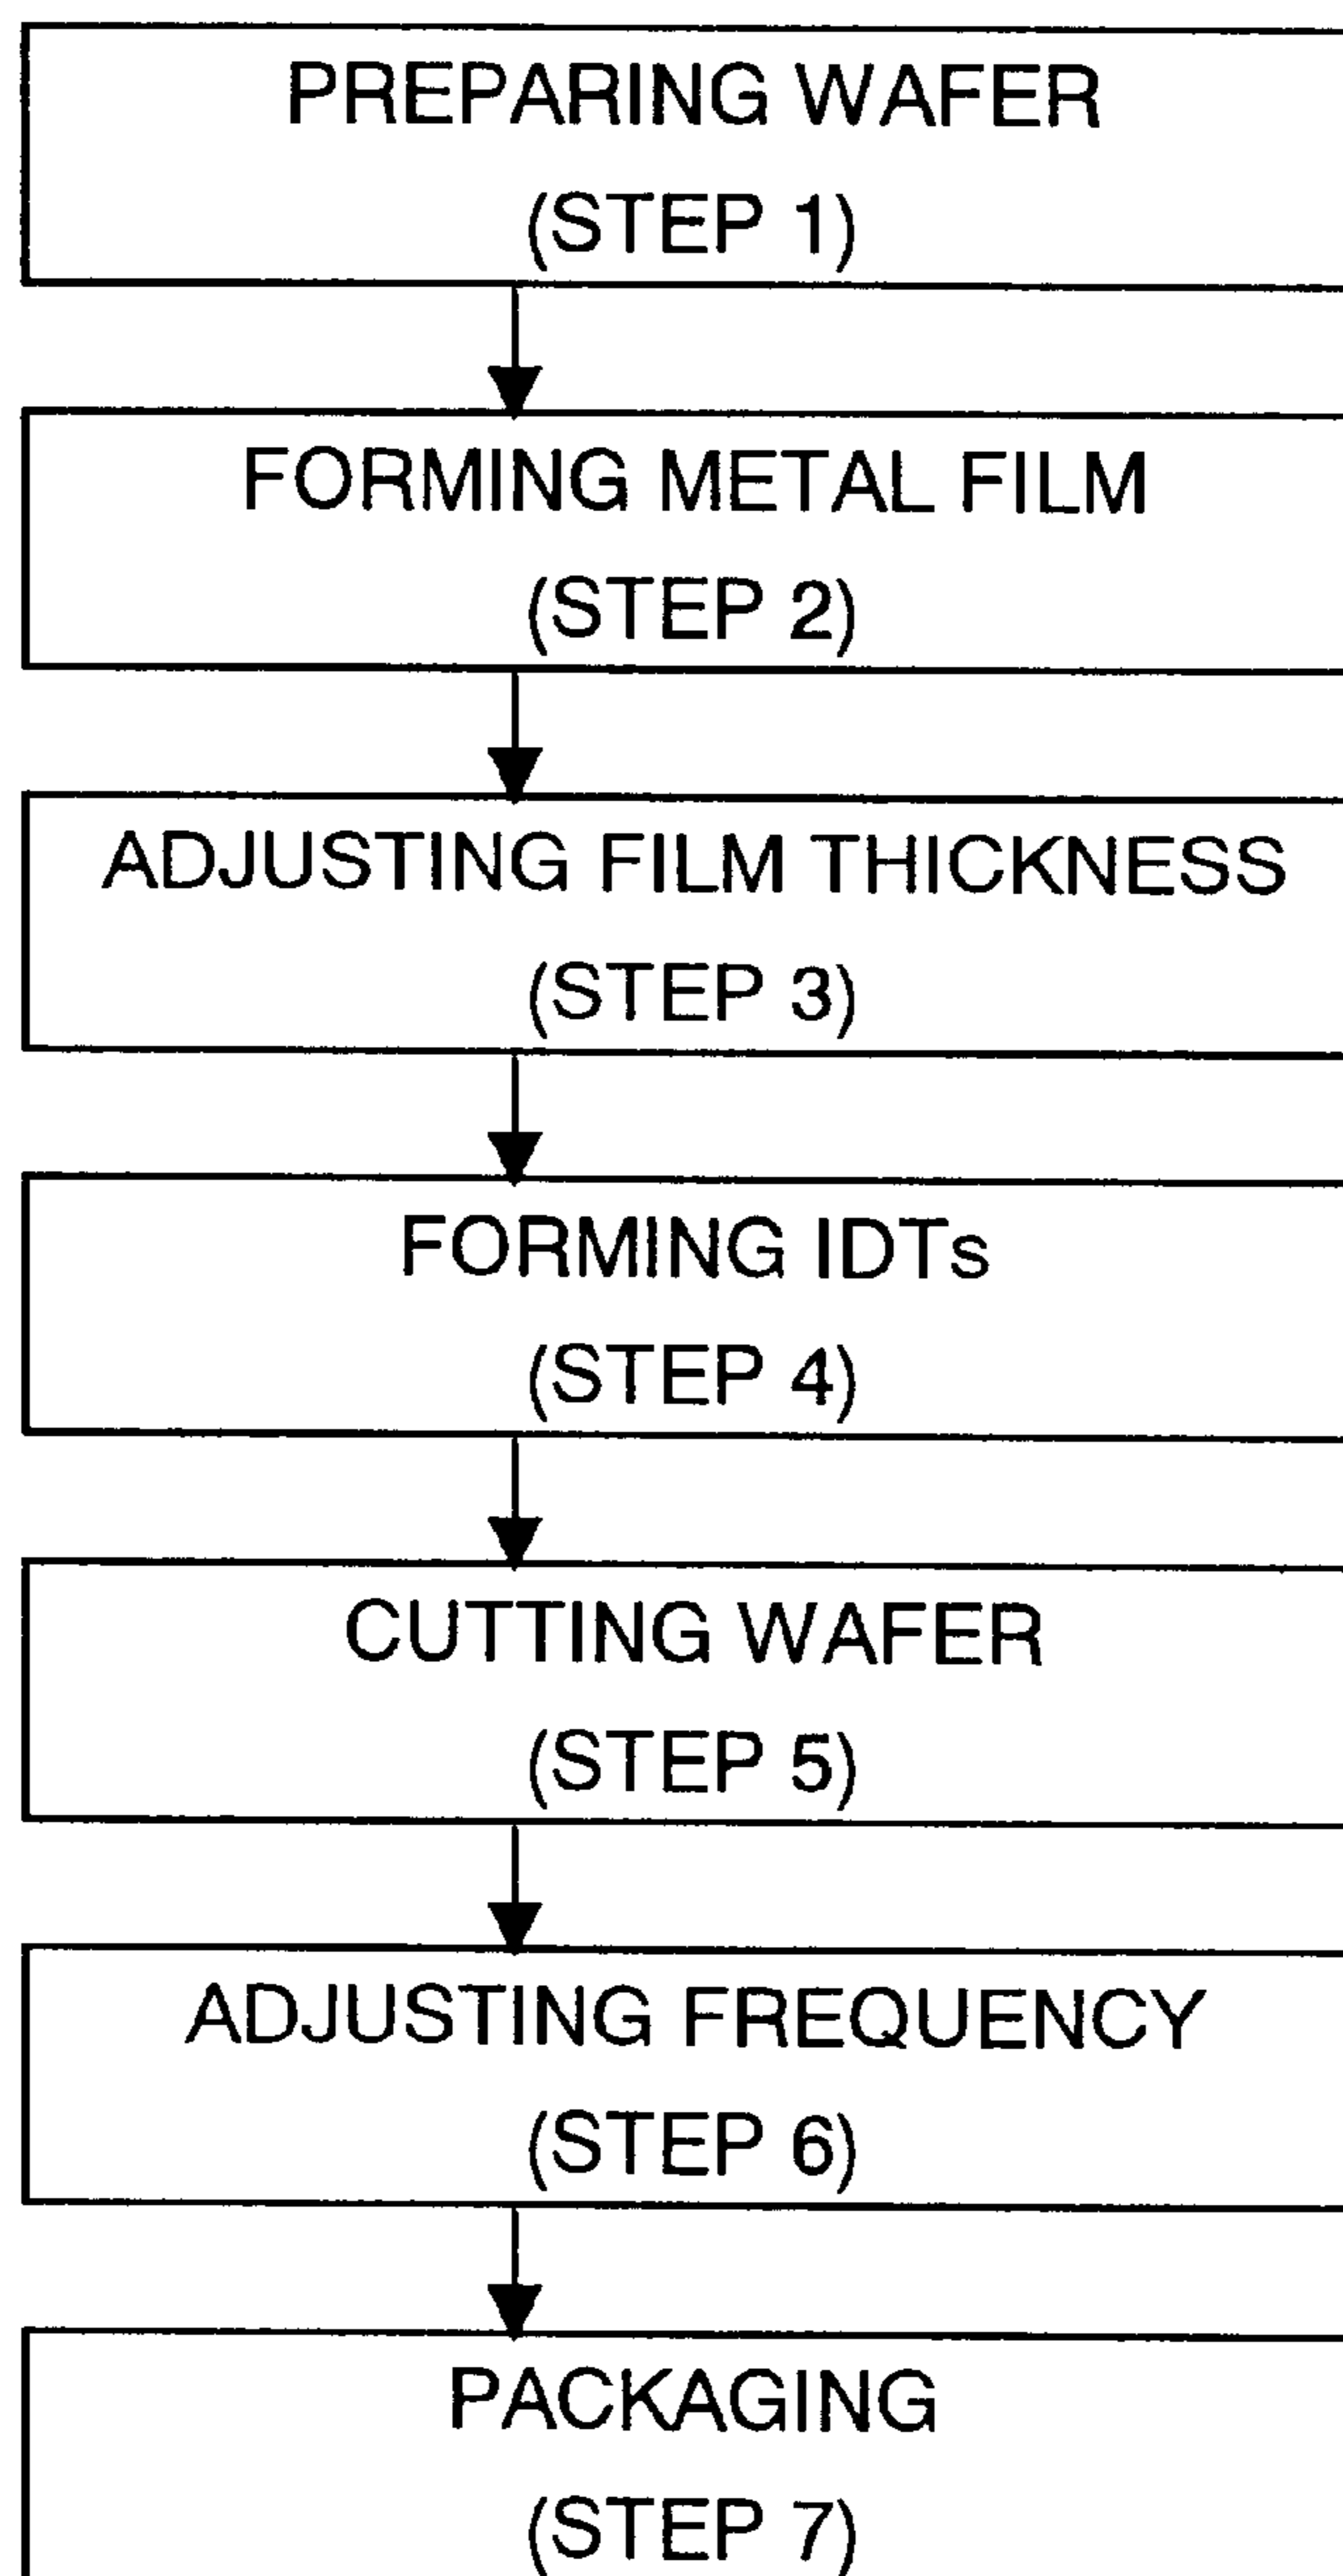 PREPARING WAFER
(STEP 1)
FORMING METAL FILM
(STEP 2)
ADJUSTING FILM THICKNESS
(STEP 3)
FORMING IDTs
(STEP 4)
CUTTING WAFER
(STEP 5)
ADJUSTING FREQUENCY
(STEP 6)
PACKAGING
(STEP 7)